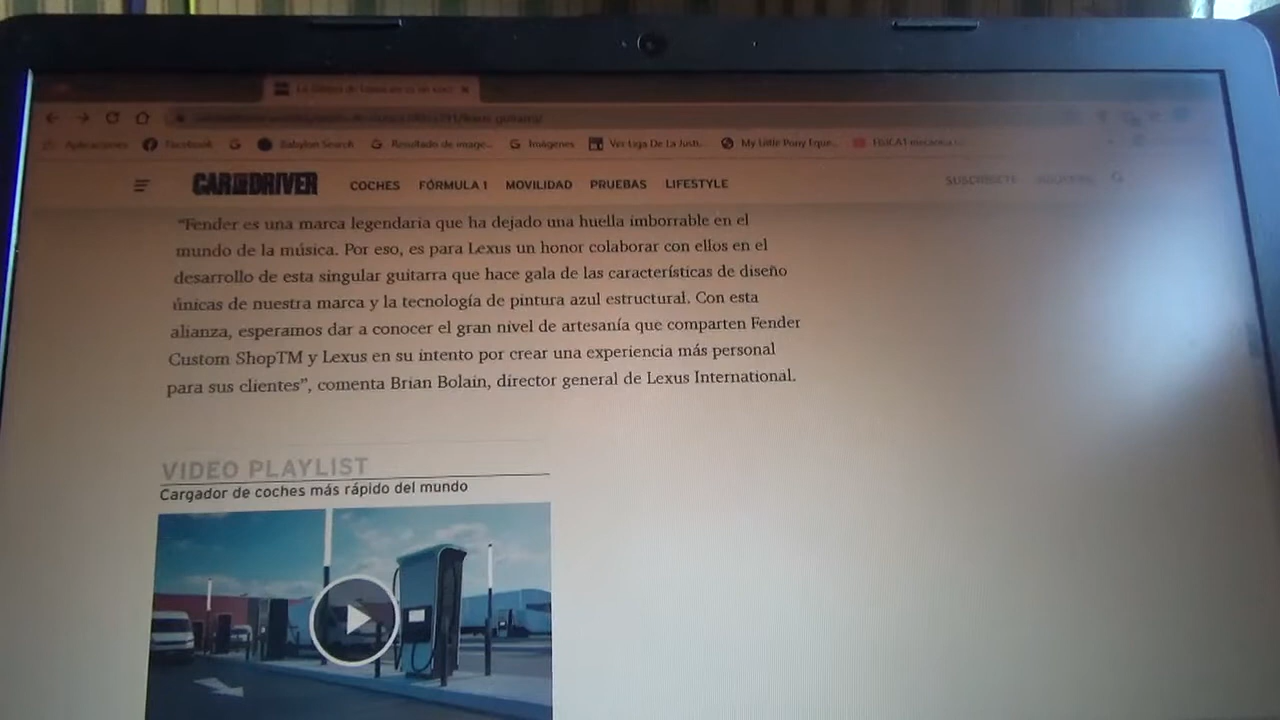 Aplicaciones Facebook G Babylon Search Resultado de image... Imágenes Ver Liga De La Justi... My Little Pony Eque...
CAR AND DRIVER COCHES FÓRMULA 1 MOVILIDAD PRUEBAS LIFESTYLE SUSCRÍBETE
“Fender es una marca legendaria que ha dejado una huella imborrable en el
mundo de la música. Por eso, es para Lexus un honor colaborar con ellos en el
desarrollo de esta singular guitarra que hace gala de las características de diseño
únicas de nuestra marca y la tecnología de pintura azul estructural. Con esta
alianza, esperamos dar a conocer el gran nivel de artesanía que comparten Fender
Custom ShopTM y Lexus en su intento por crear una experiencia más personal
para sus clientes”, comenta Brian Bolain, director general de Lexus International.
VIDEO PLAYLIST
Cargador de coches más rápido del mundo